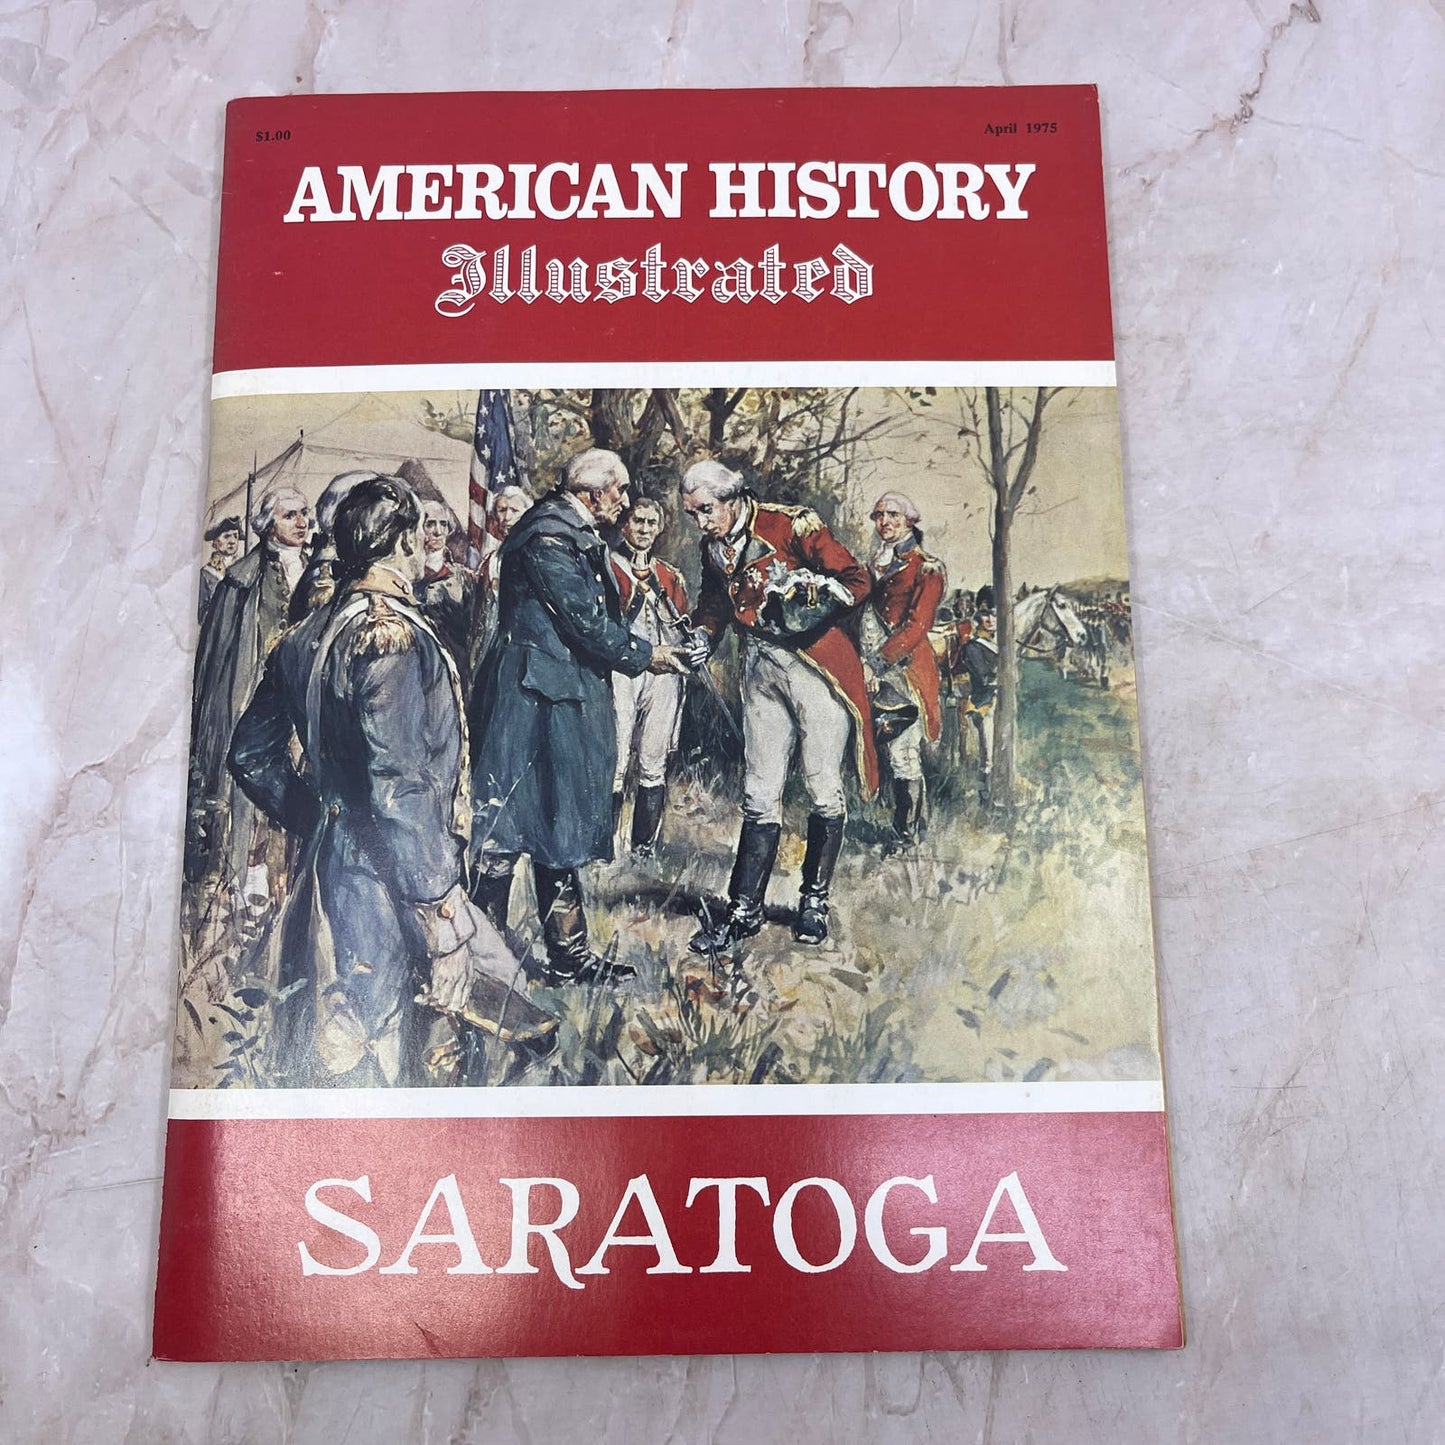 $1.00
April 1975
AMERICAN HISTORY
Illustrated
SARATOGA